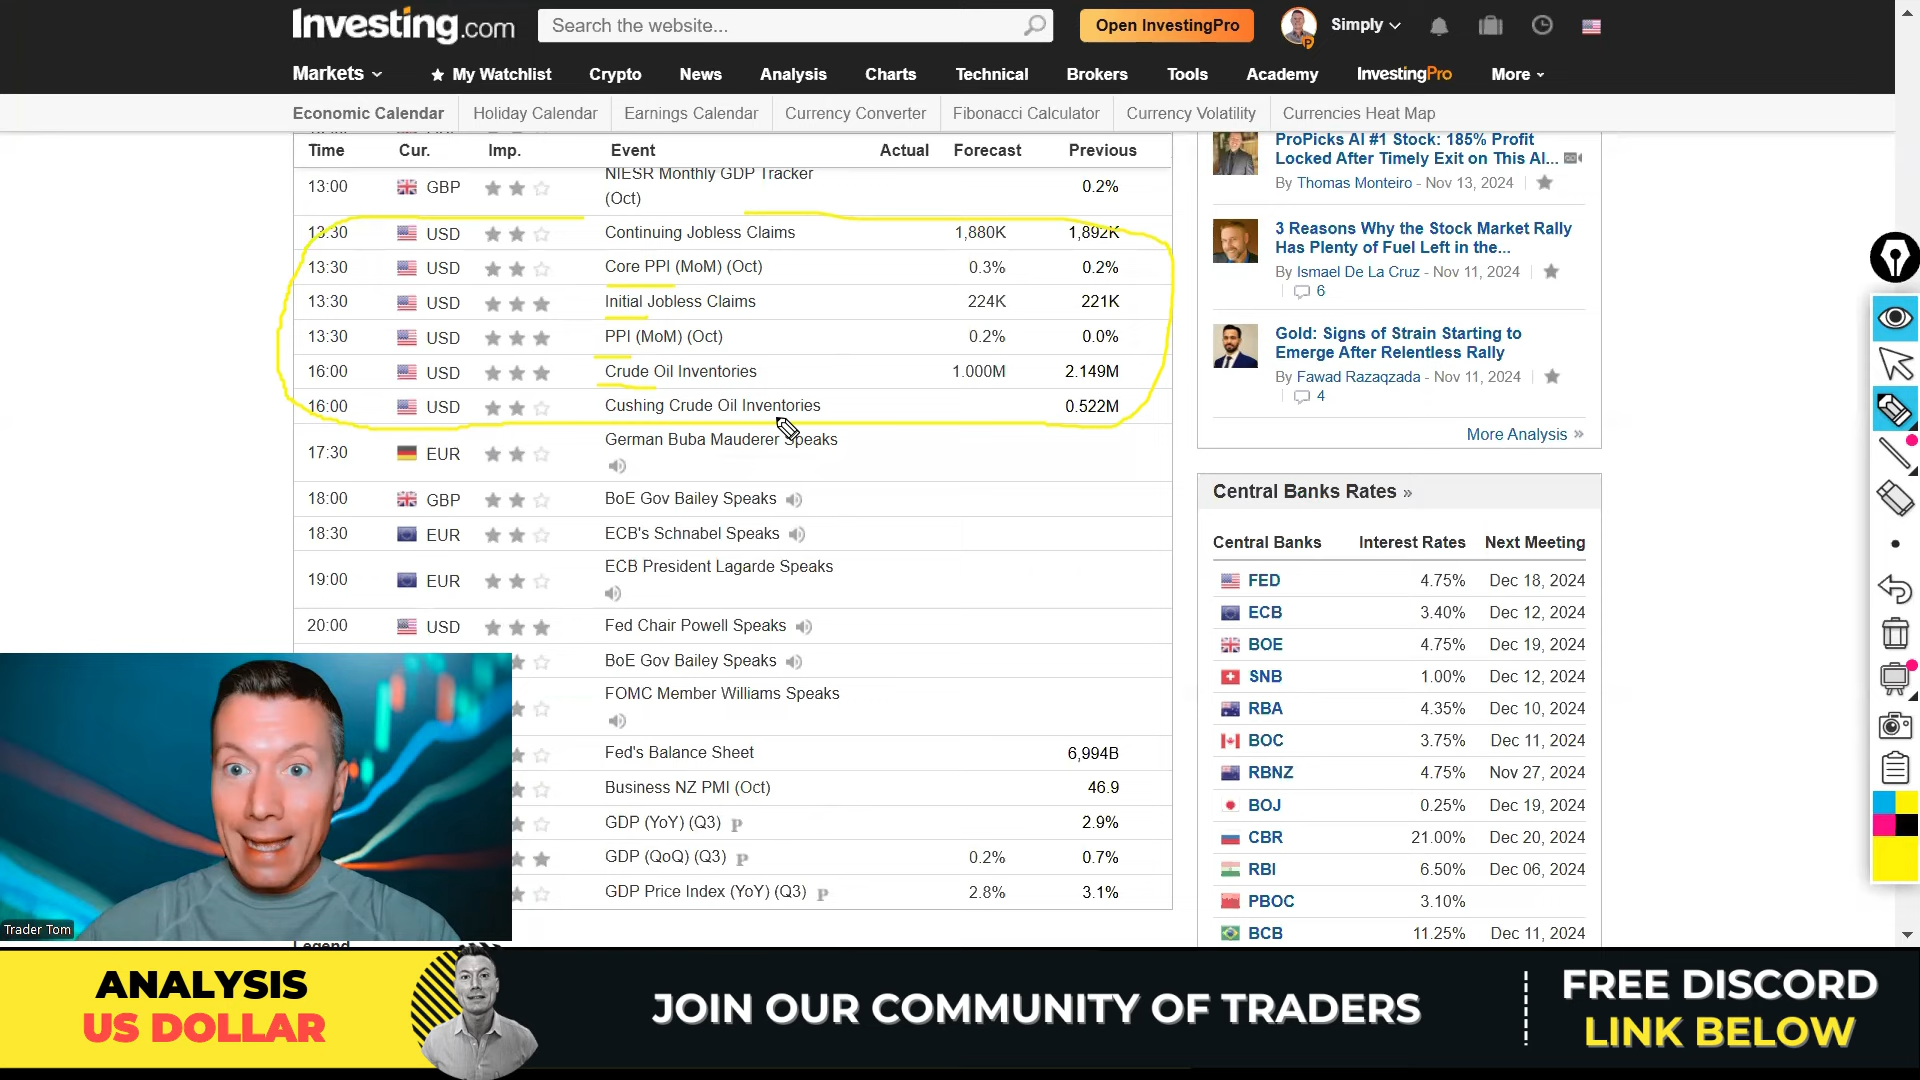 Investing.com
Search the website...
Open InvestingPro
Simply
Markets
My Watchlist
Crypto
News
Analysis
Charts
Technical
Brokers
Tools
Academy
InvestingPro
More
Economic Calendar
Holiday Calendar
Earnings Calendar
Currency Converter
Fibonacci Calculator
Currency Volatility
Currencies Heat Map
Time Cur. Imp. Event Actual Forecast Previous
13:00 GBP NIESR Monthly GDP Tracker (Oct) 0.2%
13:30 USD Continuing Jobless Claims 1,880K 1,892K
13:30 USD Core PPI (MoM) (Oct) 0.3% 0.2%
13:30 USD Initial Jobless Claims 224K 221K
13:30 USD PPI (MoM) (Oct) 0.2% 0.0%
16:00 USD Crude Oil Inventories 1.000M 2.149M
16:00 USD Cushing Crude Oil Inventories 0.522M
17:30 EUR German Buba Mauderer Speaks
18:00 GBP BoE Gov Bailey Speaks
18:30 EUR ECB's Schnabel Speaks
19:00 EUR ECB President Lagarde Speaks
20:00 USD Fed Chair Powell Speaks
BoE Gov Bailey Speaks
FOMC Member Williams Speaks
Fed's Balance Sheet 6,994B
Business NZ PMI (Oct) 46.9
GDP (YoY) (Q3) P 2.9%
GDP (QoQ) (Q3) P 0.2% 0.7%
GDP Price Index (YoY) (Q3) P 2.8% 3.1%
Legend
ProPicks AI #1 Stock: 185% Profit
Locked After Timely Exit on This AI...
By Thomas Monteiro - Nov 13, 2024
3 Reasons Why the Stock Market Rally
Has Plenty of Fuel Left in the...
By Ismael De La Cruz - Nov 11, 2024
6
Gold: Signs of Strain Starting to
Emerge After Relentless Rally
By Fawad Razaqzada - Nov 11, 2024
4
More Analysis »
Central Banks Rates »
Central Banks Interest Rates Next Meeting
FED 4.75% Dec 18, 2024
ECB 3.40% Dec 12, 2024
BOE 4.75% Dec 19, 2024
SNB 1.00% Dec 12, 2024
RBA 4.35% Dec 10, 2024
BOC 3.75% Dec 11, 2024
RBNZ 4.75% Nov 27, 2024
BOJ 0.25% Dec 19, 2024
CBR 21.00% Dec 20, 2024
RBI 6.50% Dec 06, 2024
PBOC 3.10%
BCB 11.25% Dec 11, 2024
Trader Tom
ANALYSIS
US DOLLAR
JOIN OUR COMMUNITY OF TRADERS
FREE DISCORD
LINK BELOW